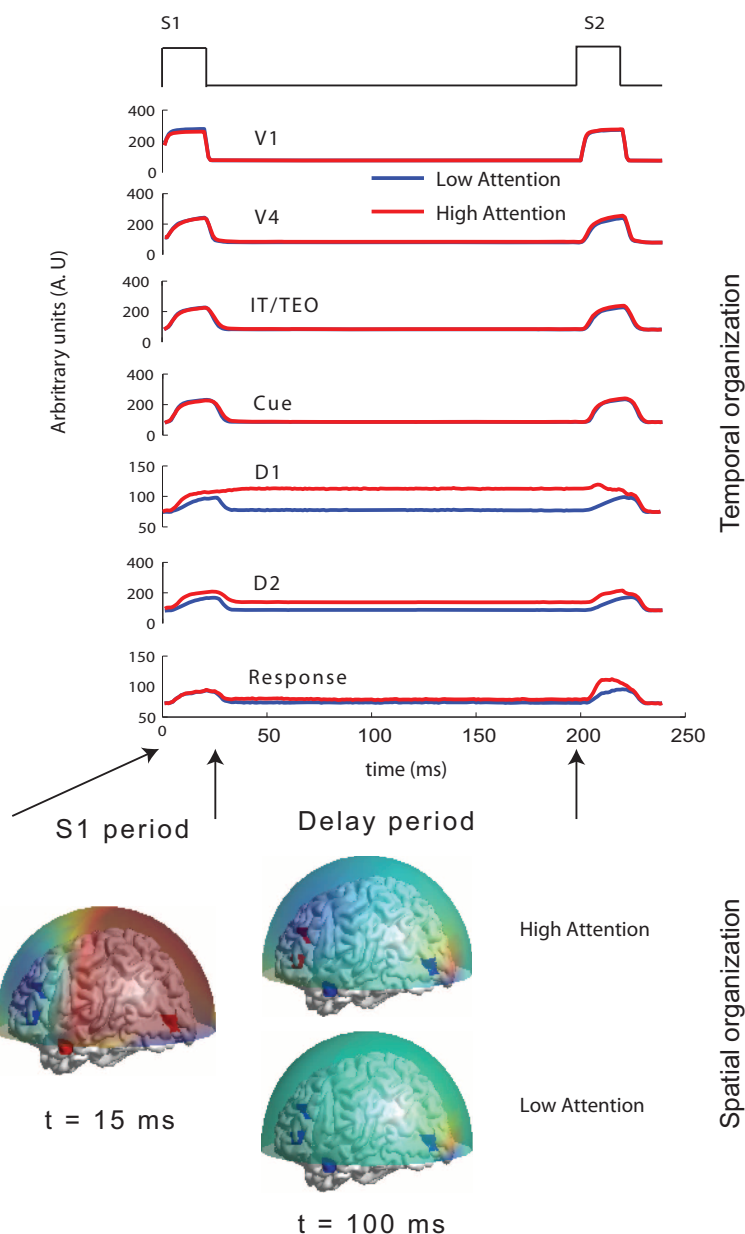 S1
S2
400
200
0
V1
Low Attention
High Attention
400
200
0
V4
400
200
0
IT/TEO
400
200
0
Cue
150
100
50
D1
400
200
0
D2
150
100
50
Response
0
50
100
150
200
250
time (ms)
Arbritrary units (A. U)
Temporal organization
S1 period
Delay period
High Attention
Low Attention
t = 15 ms
t = 100 ms
Spatial organization